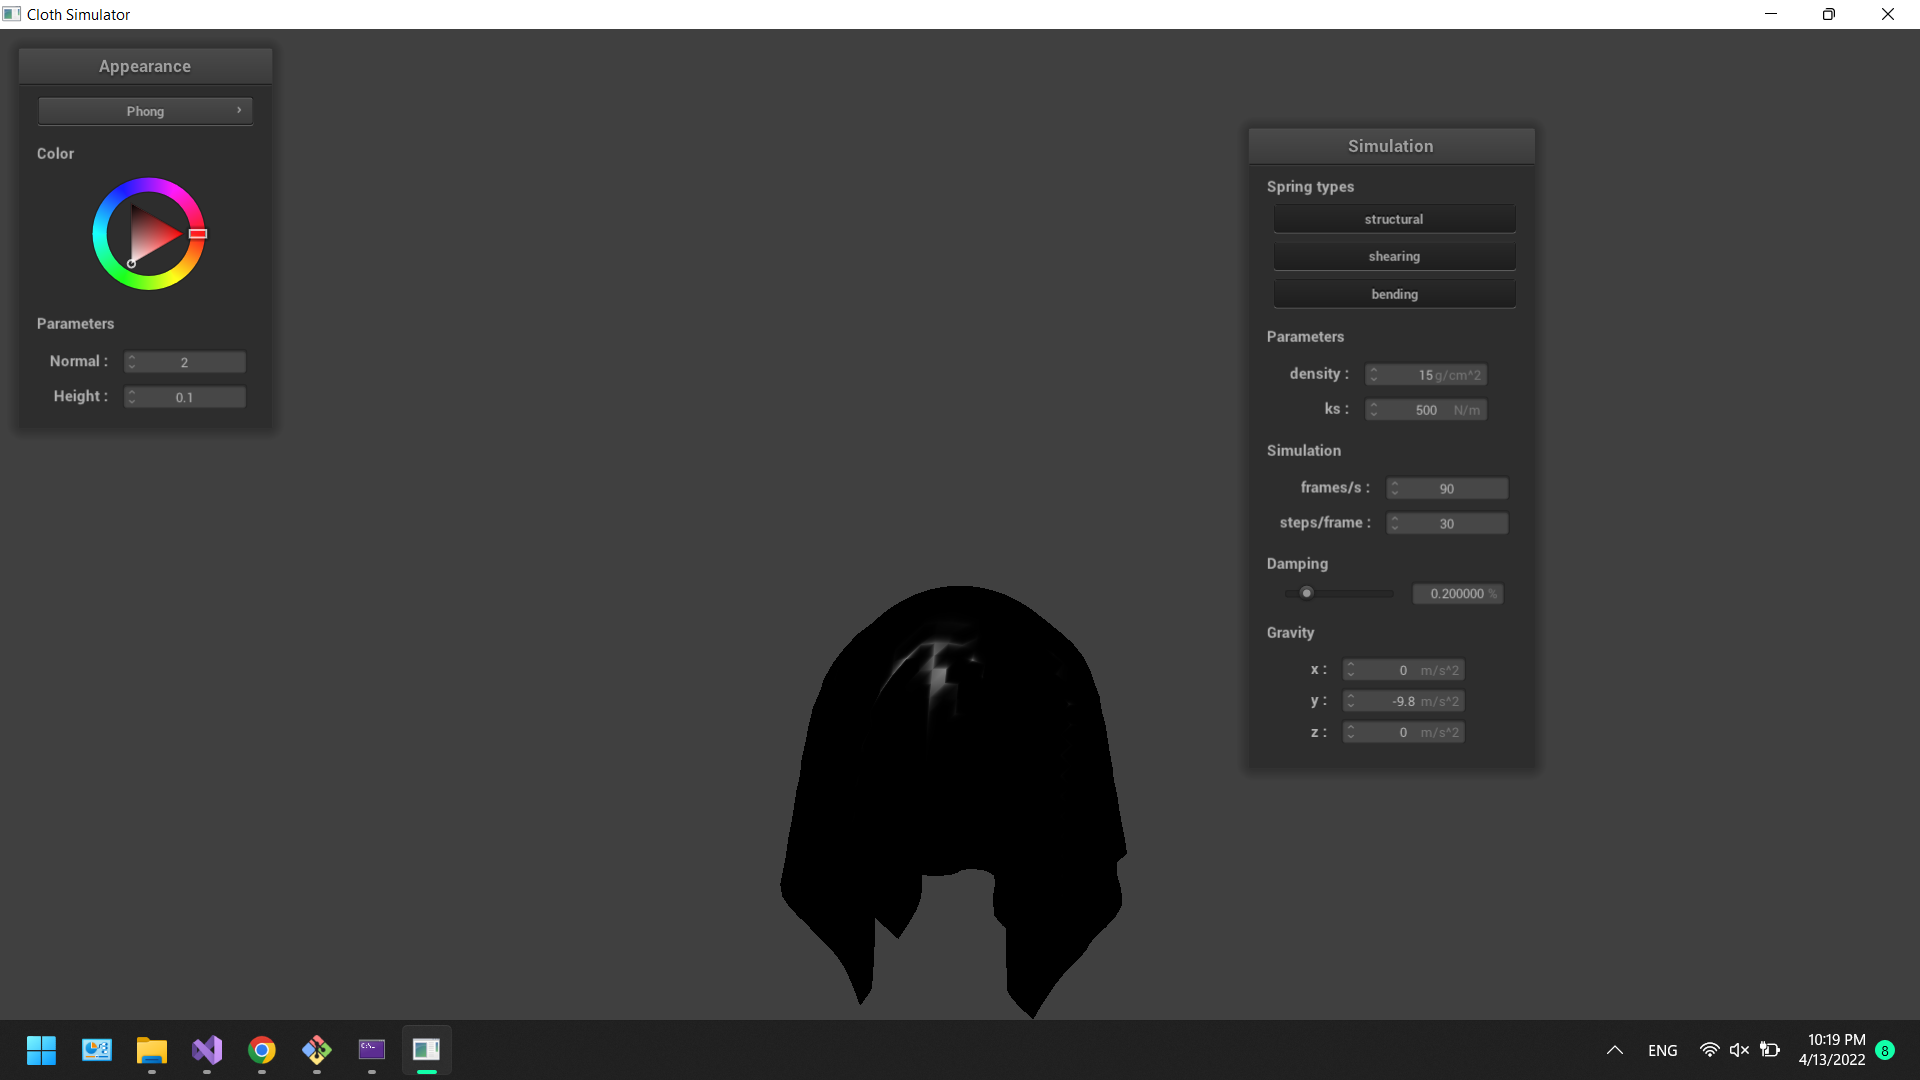 Cloth Simulator
Appearance
Phong
Color
Parameters
Normal : 2
Height : 0.1
Simulation
Spring types
structural
shearing
bending
Parameters
density : 15 g/cm^2
ks : 500 N/m
Simulation
frames/s : 90
steps/frame : 30
Damping
0.200000 %
Gravity
x : 0 m/s^2
y : -9.8 m/s^2
z : 0 m/s^2
ENG
10:19 PM
4/13/2022
8